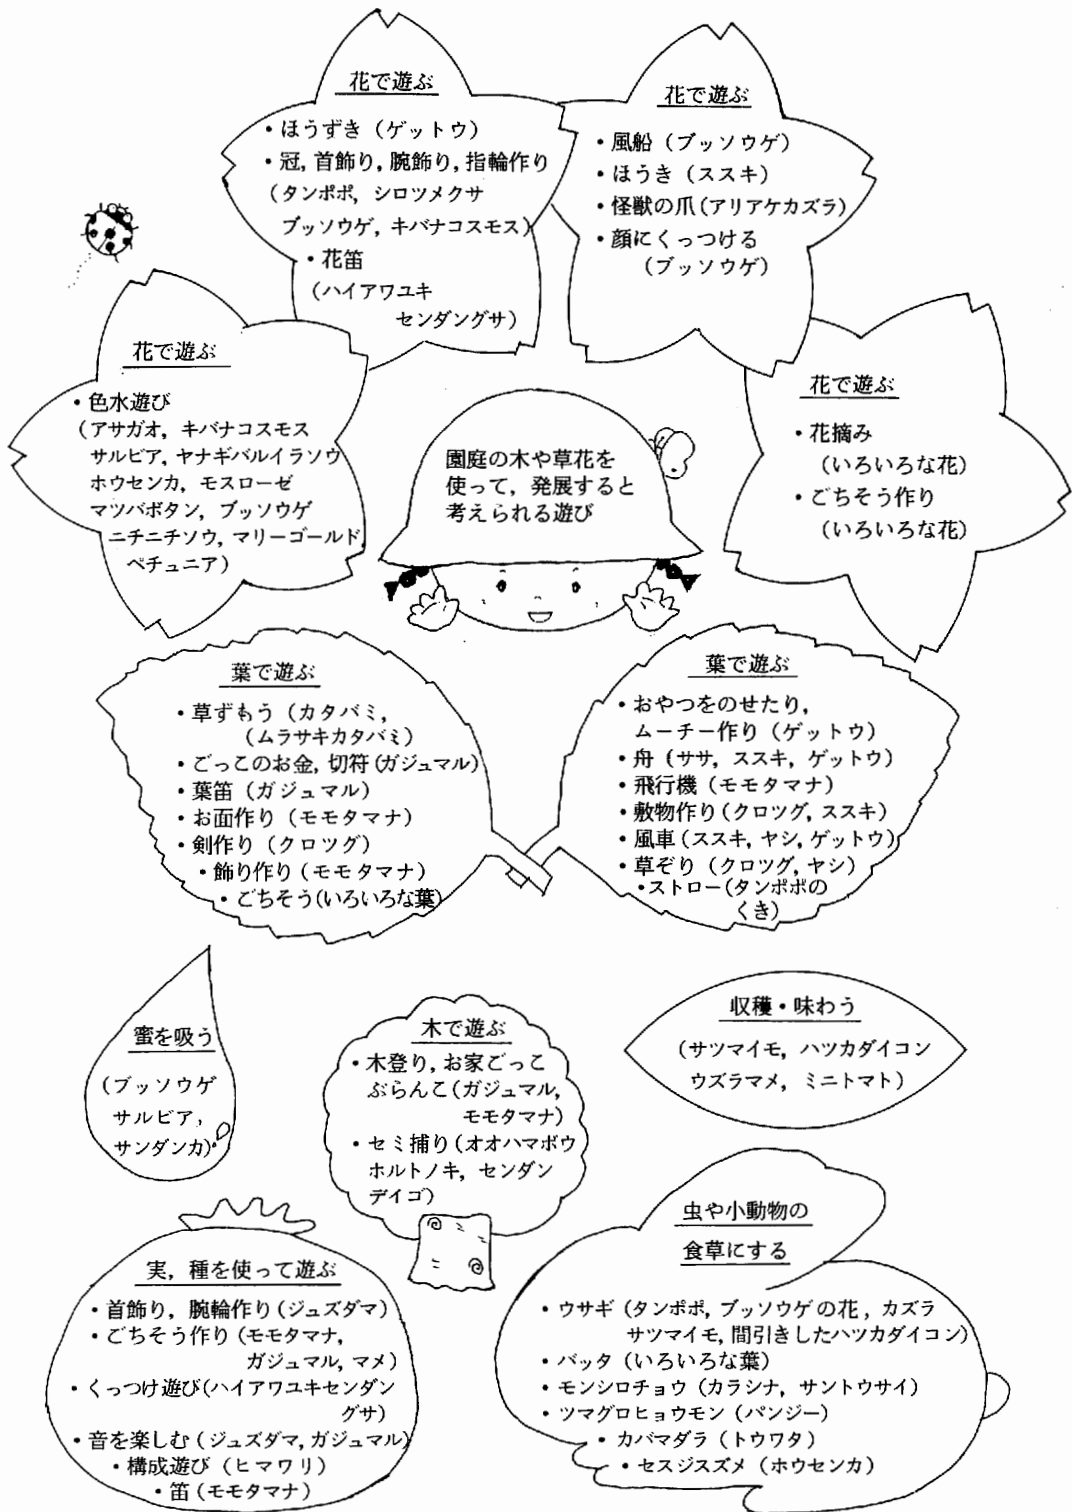 花で遊ぶ
・ほうずき(ゲットウ)
・冠,首飾り,腕飾り,指輪作り
(タンポポ,シロツメクサ
ブッソウゲ,キバナコスモス)
・花笛
(ハイアワユキ
センダングサ)
花で遊ぶ
・風船(ブッソウゲ)
・ほうき(ススキ)
・怪獣の爪(アリアケカズラ)
・顔にくっつける
(ブッソウゲ)
花で遊ぶ
・色水遊び
(アサガオ,キバナコスモス
サルビア,ヤナギバルイラソウ
ホウセンカ,モスローゼ
マツバボタン,ブッソウゲ
ニチニチソウ,マリーゴールド
ペチュニア)
園庭の木や草花を
使って,発展すると
考えられる遊び
花で遊ぶ
・花摘み
(いろいろな花)
・ごちそう作り
(いろいろな花)
葉で遊ぶ
・草ずもう(カタバミ,
(ムラサキカタバミ)
・ごっこのお金,切符(ガジュマル)
・葉笛(ガジュマル)
・お面作り(モモタマナ)
・剣作り(クロツグ)
・飾り作り(モモタマナ)
・ごちそう(いろいろな葉)
葉で遊ぶ
・おやつをのせたり,
ムーチー作り(ゲットウ)
・舟(ササ,ススキ,ゲットウ)
・飛行機(モモタマナ)
・敷物作り(クロツグ,ススキ)
・風車(ススキ,ヤシ,ゲットウ)
・草ぞり(クロツグ,ヤシ)
・ストロー(タンポポの
くき)
蜜を吸う
(ブッソウゲ
サルビア,
サンダンカ)
木で遊ぶ
・木登り,お家ごっこ
ぶらんこ(ガジュマル,
モモタマナ)
・セミ捕り(オオハマボウ
ホルトノキ,センダン
デイゴ)
収穫・味わう
(サツマイモ,ハツカダイコン
ウズラマメ,ミニトマト)
実,種を使って遊ぶ
・首飾り,腕輪作り(ジュズダマ)
・ごちそう作り(モモタマナ,
ガジュマル,マメ)
・くっつけ遊び(ハイアワユキセンダン
グサ)
・音を楽しむ(ジュズダマ,ガジュマル)
・構成遊び(ヒマワリ)
・笛(モモタマナ)
虫や小動物の
食草にする
・ウサギ(タンポポ,ブッソウゲの花,カズラ
サツマイモ,間引きしたハツカダイコン)
・バッタ(いろいろな葉)
・モンシロチョウ(カラシナ,サントウサイ)
・ツマグロヒョウモン(パンジー)
・カバマダラ(トウワタ)
・セスジスズメ(ホウセンカ)